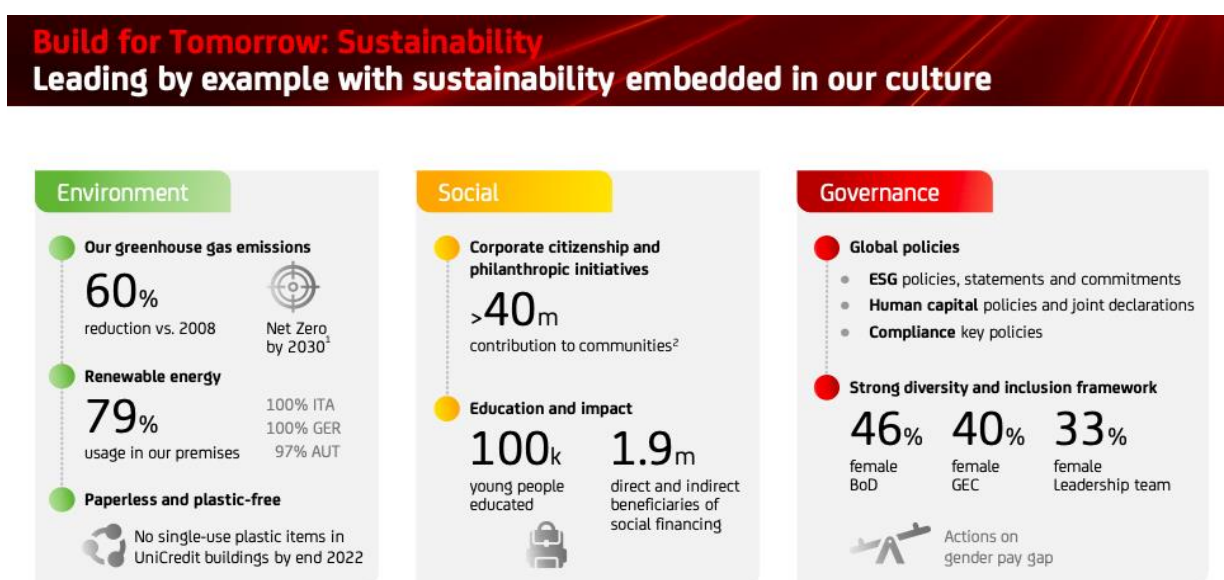 Build for Tomorrow: Sustainability
Leading by example with sustainability embedded in our culture
Environment
Our greenhouse gas emissions
60%
reduction vs. 2008
Net Zero
by 2030¹
Renewable energy
79%
usage in our premises
100% ITA
100% GER
97% AUT
Paperless and plastic-free
No single-use plastic items in
UniCredit buildings by end 2022
Social
Corporate citizenship and
philanthropic initiatives
>40m
contribution to communities²
Education and impact
100k
young people
educated
1.9m
direct and indirect
beneficiaries of
social financing
Governance
Global policies
ESG policies, statements and commitments
Human capital policies and joint declarations
Compliance key policies
Strong diversity and inclusion framework
46%
female
BoD
40%
female
GEC
33%
female
Leadership team
Actions on
gender pay gap